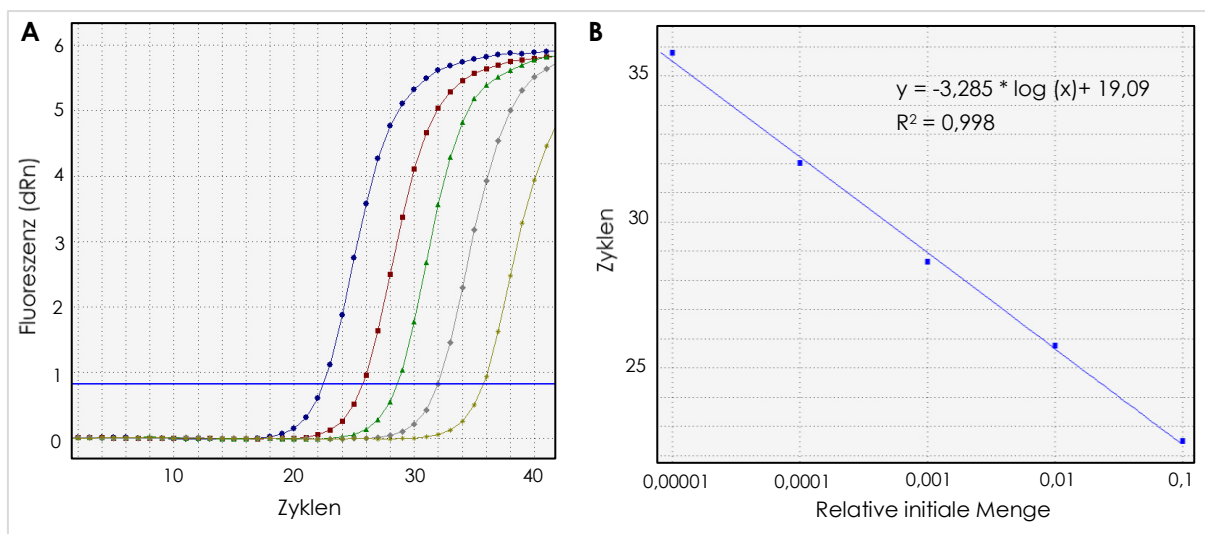 A
6
5
4
3
2
1
0
10
20
30
40
Fluoreszenz (dRn)
Zyklen
B
35
30
25
y = -3,285 * log (x)+ 19,09
R² = 0,998
0,00001
0,0001
0,001
0,01
0,1
Zyklen
Relative initiale Menge